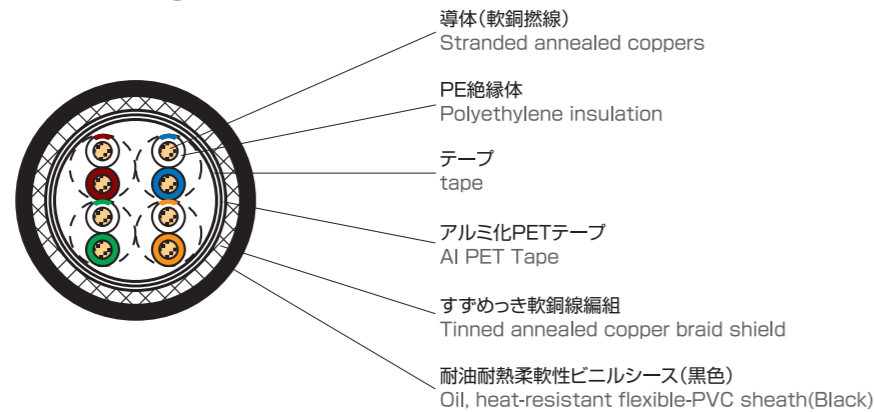 導体(軟銅撚線)
Stranded annealed coppers
PE絶縁体
Polyethylene insulation
テープ
tape
アルミ化PETテープ
Al PET Tape
すずめっき軟銅線編組
Tinned annealed copper braid shield
耐油耐熱柔軟性ビニルシース(黒色)
Oil, heat-resistant flexible-PVC sheath(Black)